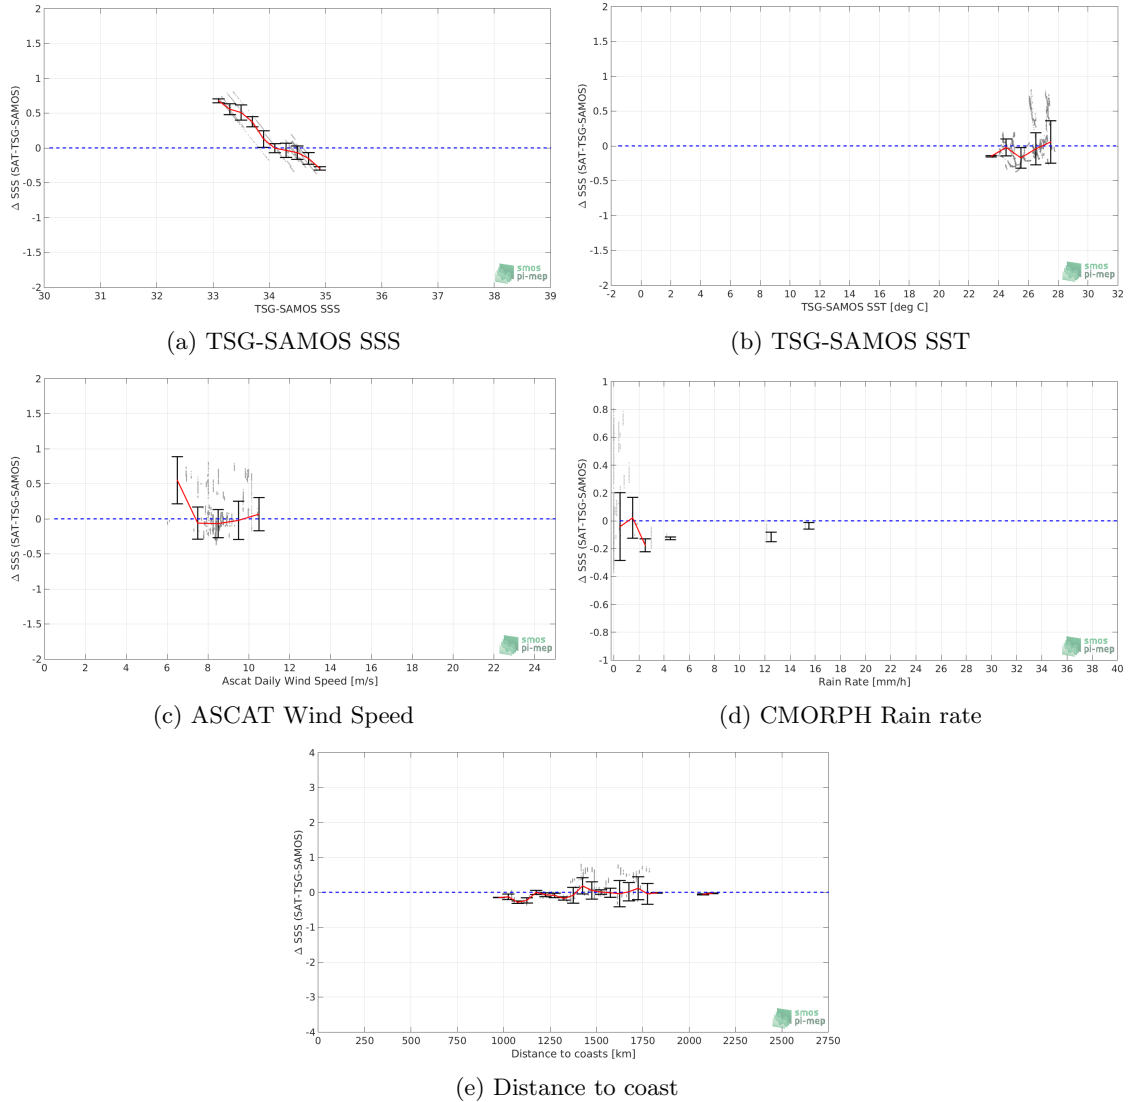 2
1.5
1
0.5
0
-0.5
-1
-1.5
-2
Δ SSS (SAT-TSG-SAMOS)
30 31 32 33 34 35 36 37 38 39
TSG-SAMOS SSS
smos
pi-mep
(a) TSG-SAMOS SSS
2
1.5
1
0.5
0
-0.5
-1
-1.5
-2
Δ SSS (SAT-TSG-SAMOS)
-2 0 2 4 6 8 10 12 14 16 18 20 22 24 26 28 30 32
TSG-SAMOS SST [deg C]
smos
pi-mep
(b) TSG-SAMOS SST
2
1.5
1
0.5
0
-0.5
-1
-1.5
-2
Δ SSS (SAT-TSG-SAMOS)
0 2 4 6 8 10 12 14 16 18 20 22 24
Ascat Daily Wind Speed [m/s]
smos
pi-mep
(c) ASCAT Wind Speed
1
0.8
0.6
0.4
0.2
0
-0.2
-0.4
-0.6
-0.8
-1
Δ SSS (SAT-TSG-SAMOS)
0 2 4 6 8 10 12 14 16 18 20 22 24 26 28 30 32 34 36 38 40
Rain Rate [mm/h]
smos
pi-mep
(d) CMORPH Rain rate
4
3
2
1
0
-1
-2
-3
-4
Δ SSS (SAT-TSG-SAMOS)
0 250 500 750 1000 1250 1500 1750 2000 2250 2500 2750
Distance to coasts [km]
smos
pi-mep
(e) Distance to coast